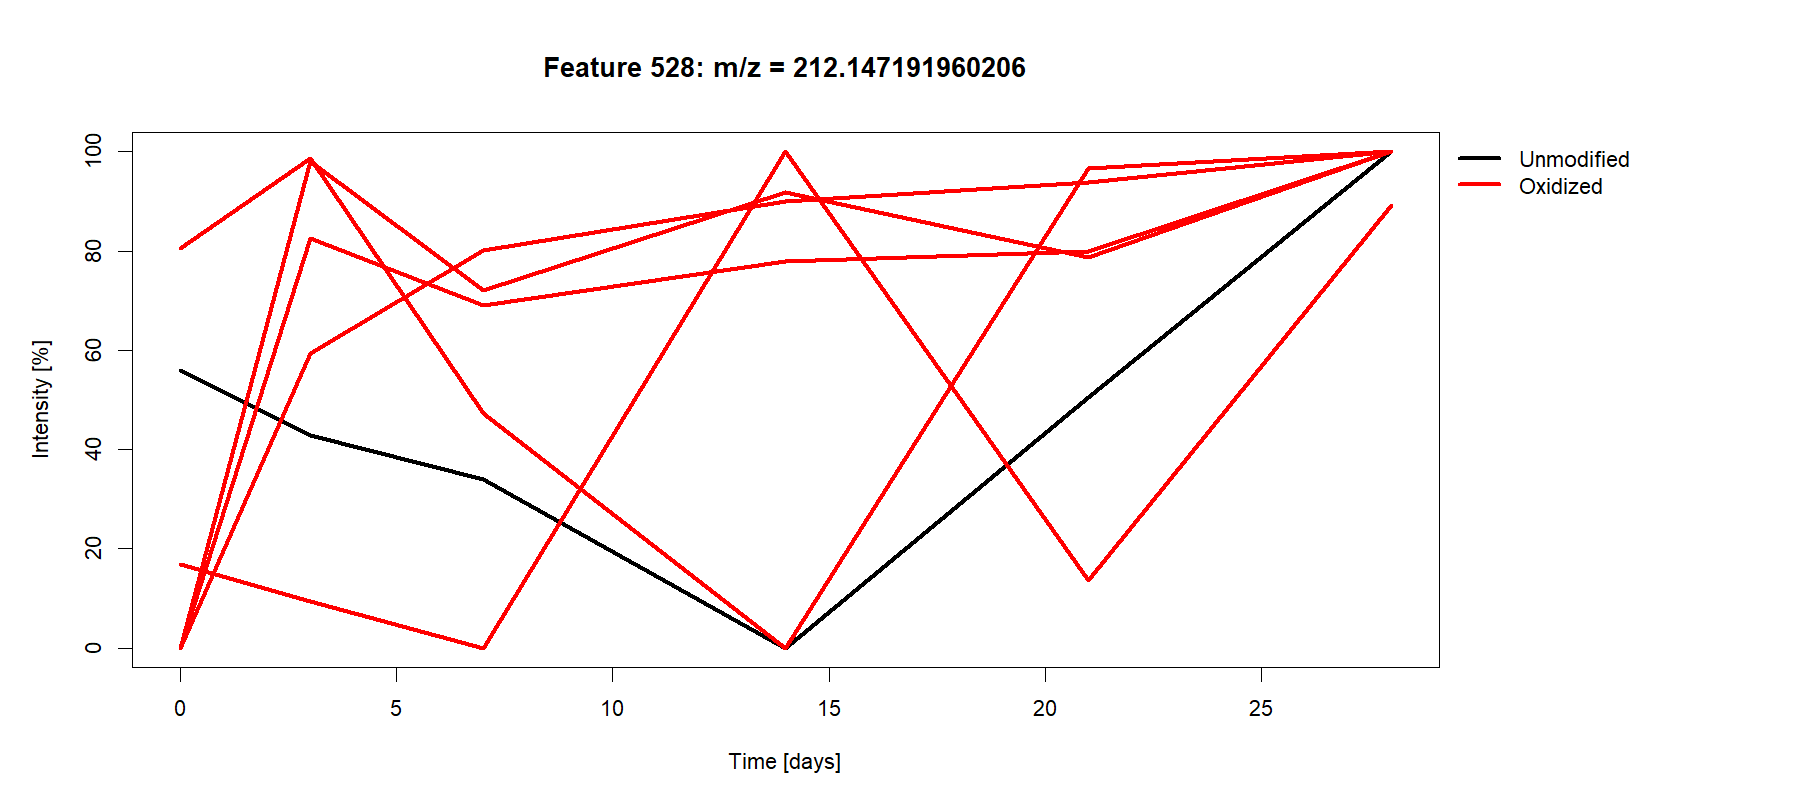 Feature 528: m/z = 212.147191960206
Unmodified
Oxidized
100
80
60
40
20
0
Intensity [%]
0 5 10 15 20 25
Time [days]